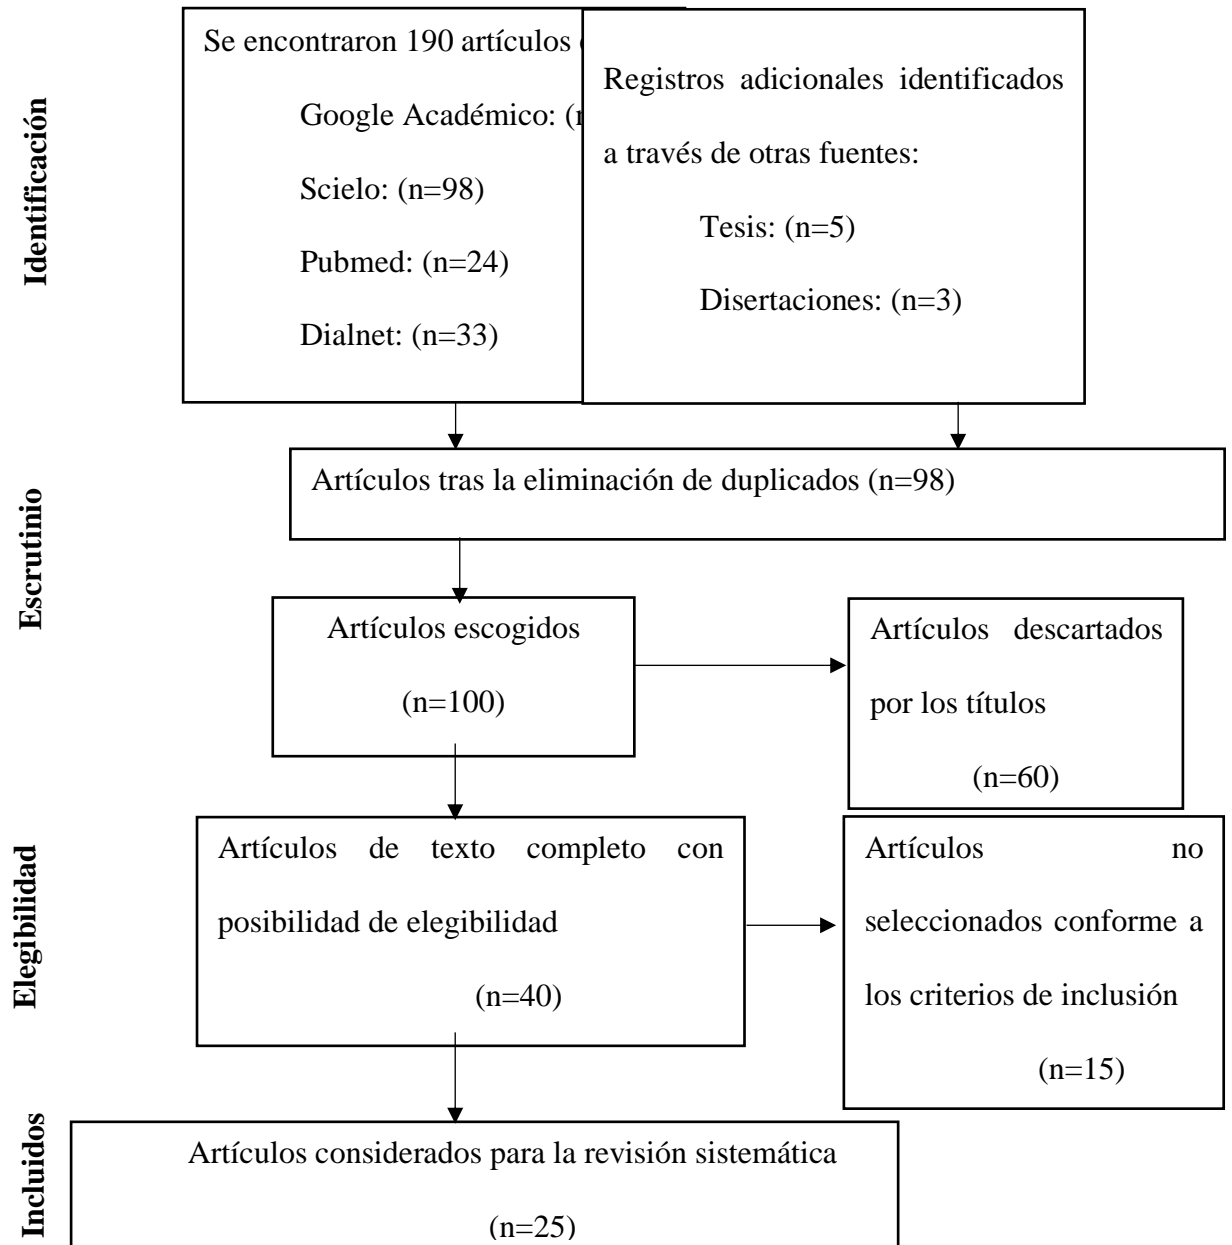 Identificación
Se encontraron 190 artículos
Google Académico:
Scielo: (n=98)
Pubmed: (n=24)
Dialnet: (n=33)
Registros adicionales identificados
a través de otras fuentes:
Tesis: (n=5)
Disertaciones: (n=3)
Escrutinio
Artículos tras la eliminación de duplicados (n=98)
Artículos escogidos
(n=100)
Artículos descartados
por los títulos
(n=60)
Elegibilidad
Artículos de texto completo con
posibilidad de elegibilidad
(n=40)
Artículos no
seleccionados conforme a
los criterios de inclusión
(n=15)
Incluidos
Artículos considerados para la revisión sistemática
(n=25)